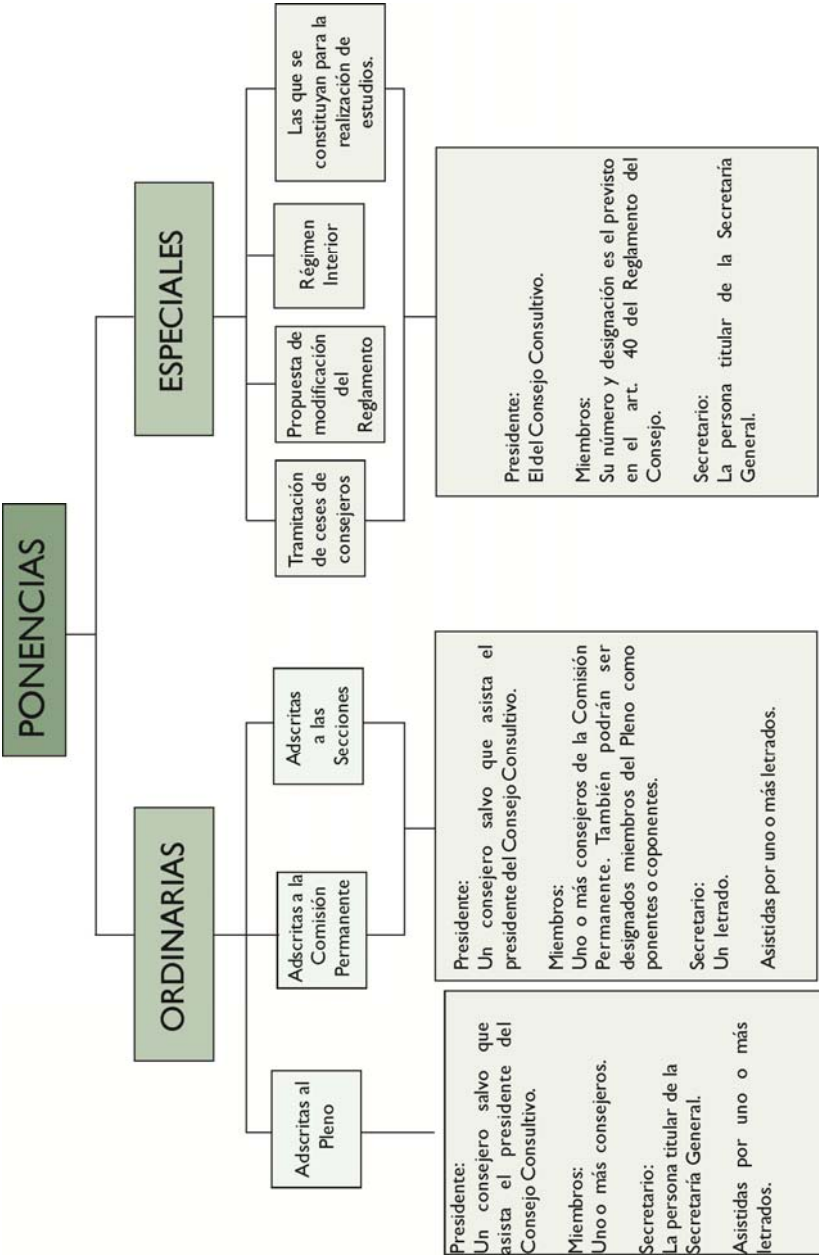 PONENCIAS
ORDINARIAS
ESPECIALES
Adscritas al
Pleno
Adscritas a la
Comisión
Permanente
Adscritas
a las
Secciones
Tramitación
de ceses de
consejeros
Propuesta de
modificación
del
Reglamento
Régimen
Interior
Las que se
constituyan para la
realización de
estudios.
Presidente:
Un consejero salvo que
asista el presidente del
Consejo Consultivo.
Miembros:
Uno o más consejeros.
Secretario:
La persona titular de la
Secretaría General.
Asistidas por uno o más
letrados.
Presidente:
Un consejero salvo que asista el
presidente del Consejo Consultivo.
Miembros:
Uno o más consejeros de la Comisión
Permanente. También podrán ser
designados miembros del Pleno como
ponentes o coponentes.
Secretario:
Un letrado.
Asistidas por uno o más letrados.
Presidente:
El del Consejo Consultivo.
Miembros:
Su número y designación es el previsto
en el art. 40 del Reglamento del
Consejo.
Secretario:
La persona titular de la Secretaría
General.